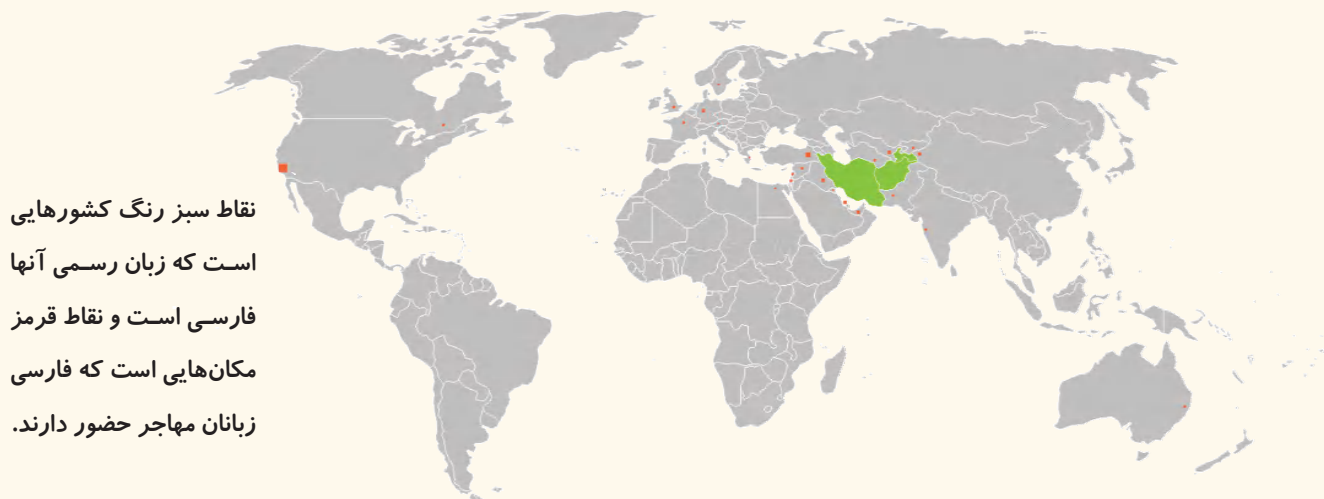 نقاط سبز رنگ کشورهایی
است که زبان رسمی آنها
فارسی است و نقاط قرمز
مکان‌هایی است که فارسی
زبانان مهاجر حضور دارند.